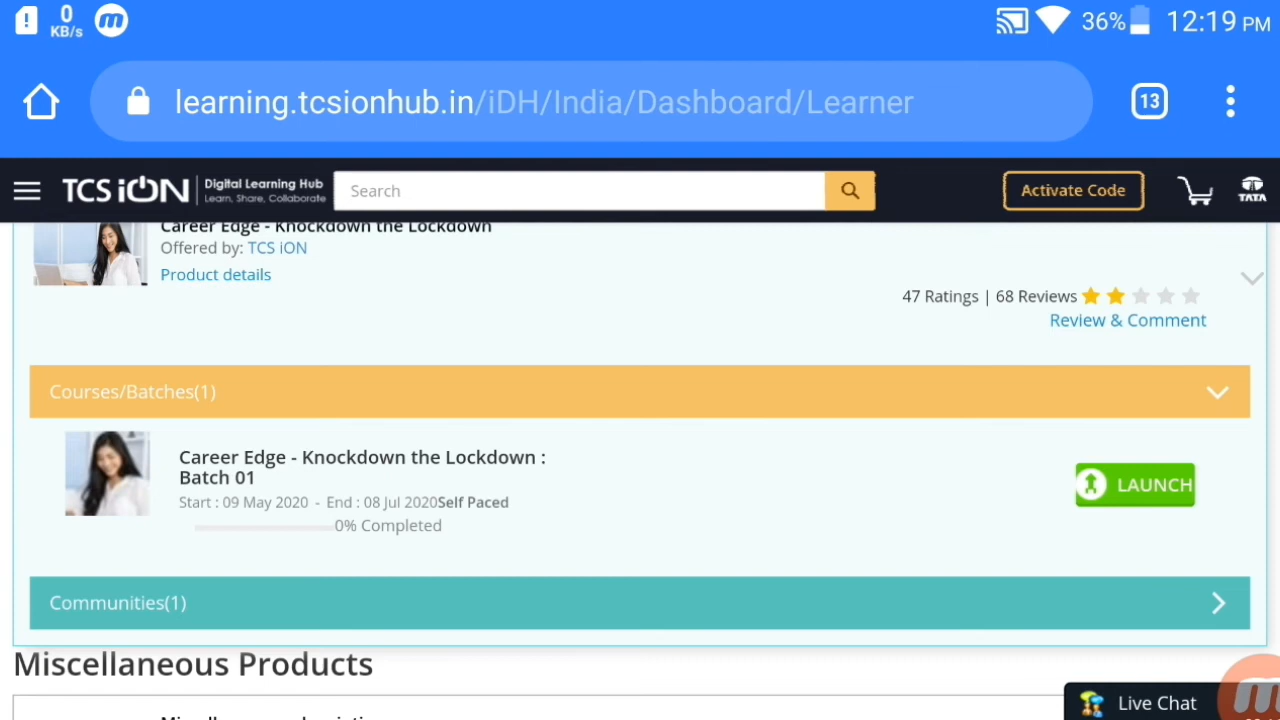 0
KB/s
36%
12:19 PM
learning.tcsionhub.in/iDH/India/Dashboard/Learner
13
TCS iON
Digital Learning Hub
Learn, Share, Collaborate
Search
Activate Code
TATA
Career Edge - Knockdown the Lockdown
Offered by: TCS iON
Product details
47 Ratings | 68 Reviews
Review & Comment
Courses/Batches(1)
Career Edge - Knockdown the Lockdown :
Batch 01
Start : 09 May 2020 - End : 08 Jul 2020Self Paced
0% Completed
LAUNCH
Communities(1)
Miscellaneous Products
Live Chat